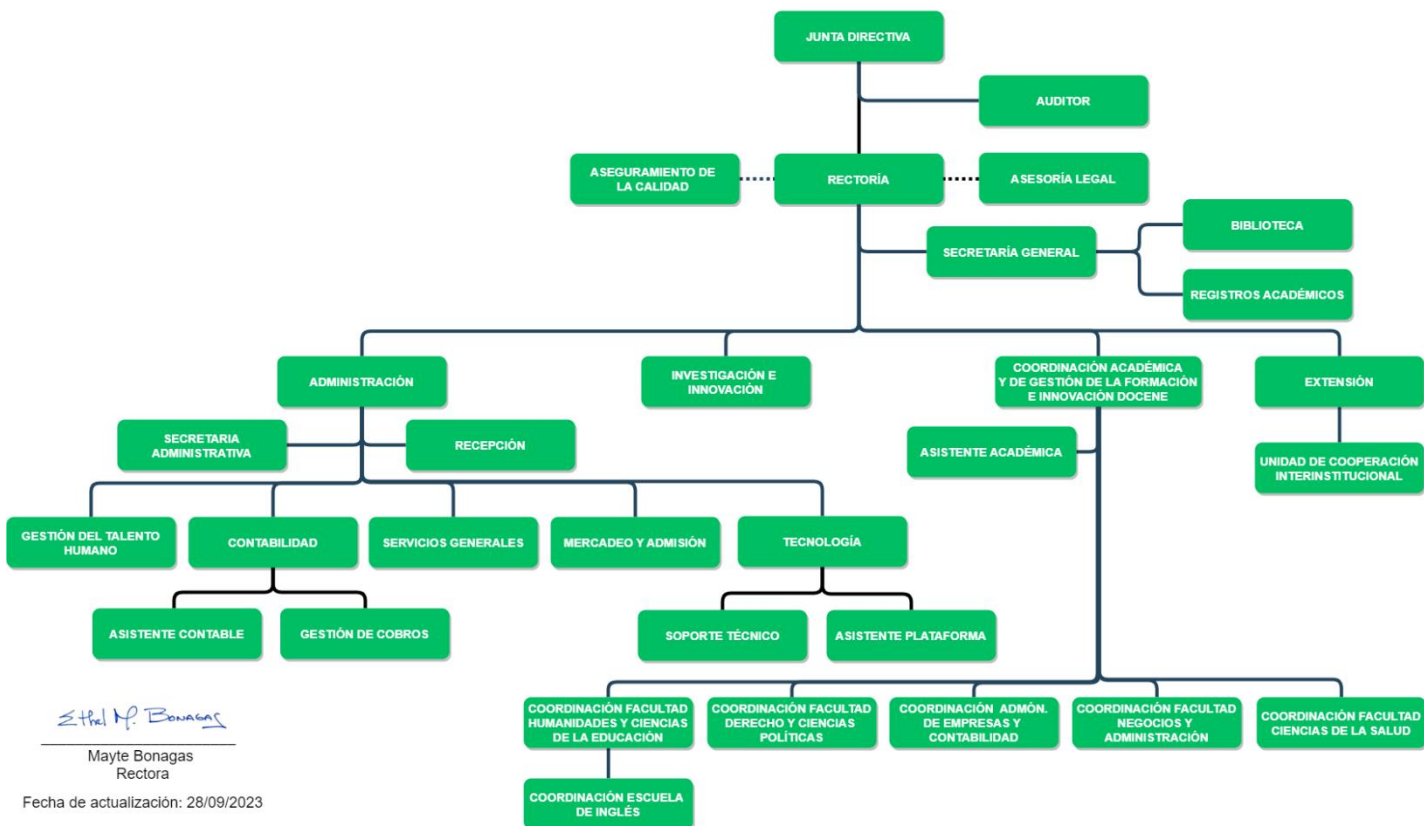 JUNTA DIRECTIVA
AUDITOR
ASEGURAMIENTO DE
LA CALIDAD
RECTORÍA
ASESORÍA LEGAL
BIBLIOTECA
SECRETARÍA GENERAL
REGISTROS ACADÉMICOS
ADMINISTRACIÓN
INVESTIGACIÓN E
INNOVACIÓN
COORDINACIÓN ACADÉMICA
Y DE GESTIÓN DE LA FORMACIÓN
E INNOVACIÓN DOCENE
EXTENSIÓN
SECRETARIA
ADMINISTRATIVA
RECEPCIÓN
ASISTENTE ACADÉMICA
UNIDAD DE COOPERACIÓN
INTERINSTITUCIONAL
GESTIÓN DEL TALENTO
HUMANO
CONTABILIDAD
SERVICIOS GENERALES
MERCADEO Y ADMISIÓN
TECNOLOGÍA
ASISTENTE CONTABLE
GESTIÓN DE COBROS
SOPORTE TÉCNICO
ASISTENTE PLATAFORMA
COORDINACIÓN FACULTAD
HUMANIDADES Y CIENCIAS
DE LA EDUCACIÓN
COORDINACIÓN FACULTAD
DERECHO Y CIENCIAS
POLÍTICAS
COORDINACIÓN ADMÓN.
DE EMPRESAS Y
CONTABILIDAD
COORDINACIÓN FACULTAD
NEGOCIOS Y
ADMINISTRACIÓN
COORDINACIÓN FACULTAD
CIENCIAS DE LA SALUD
COORDINACIÓN ESCUELA
DE INGLÉS
Ethel M. Bonagas
Mayte Bonagas
Rectora
Fecha de actualización: 28/09/2023